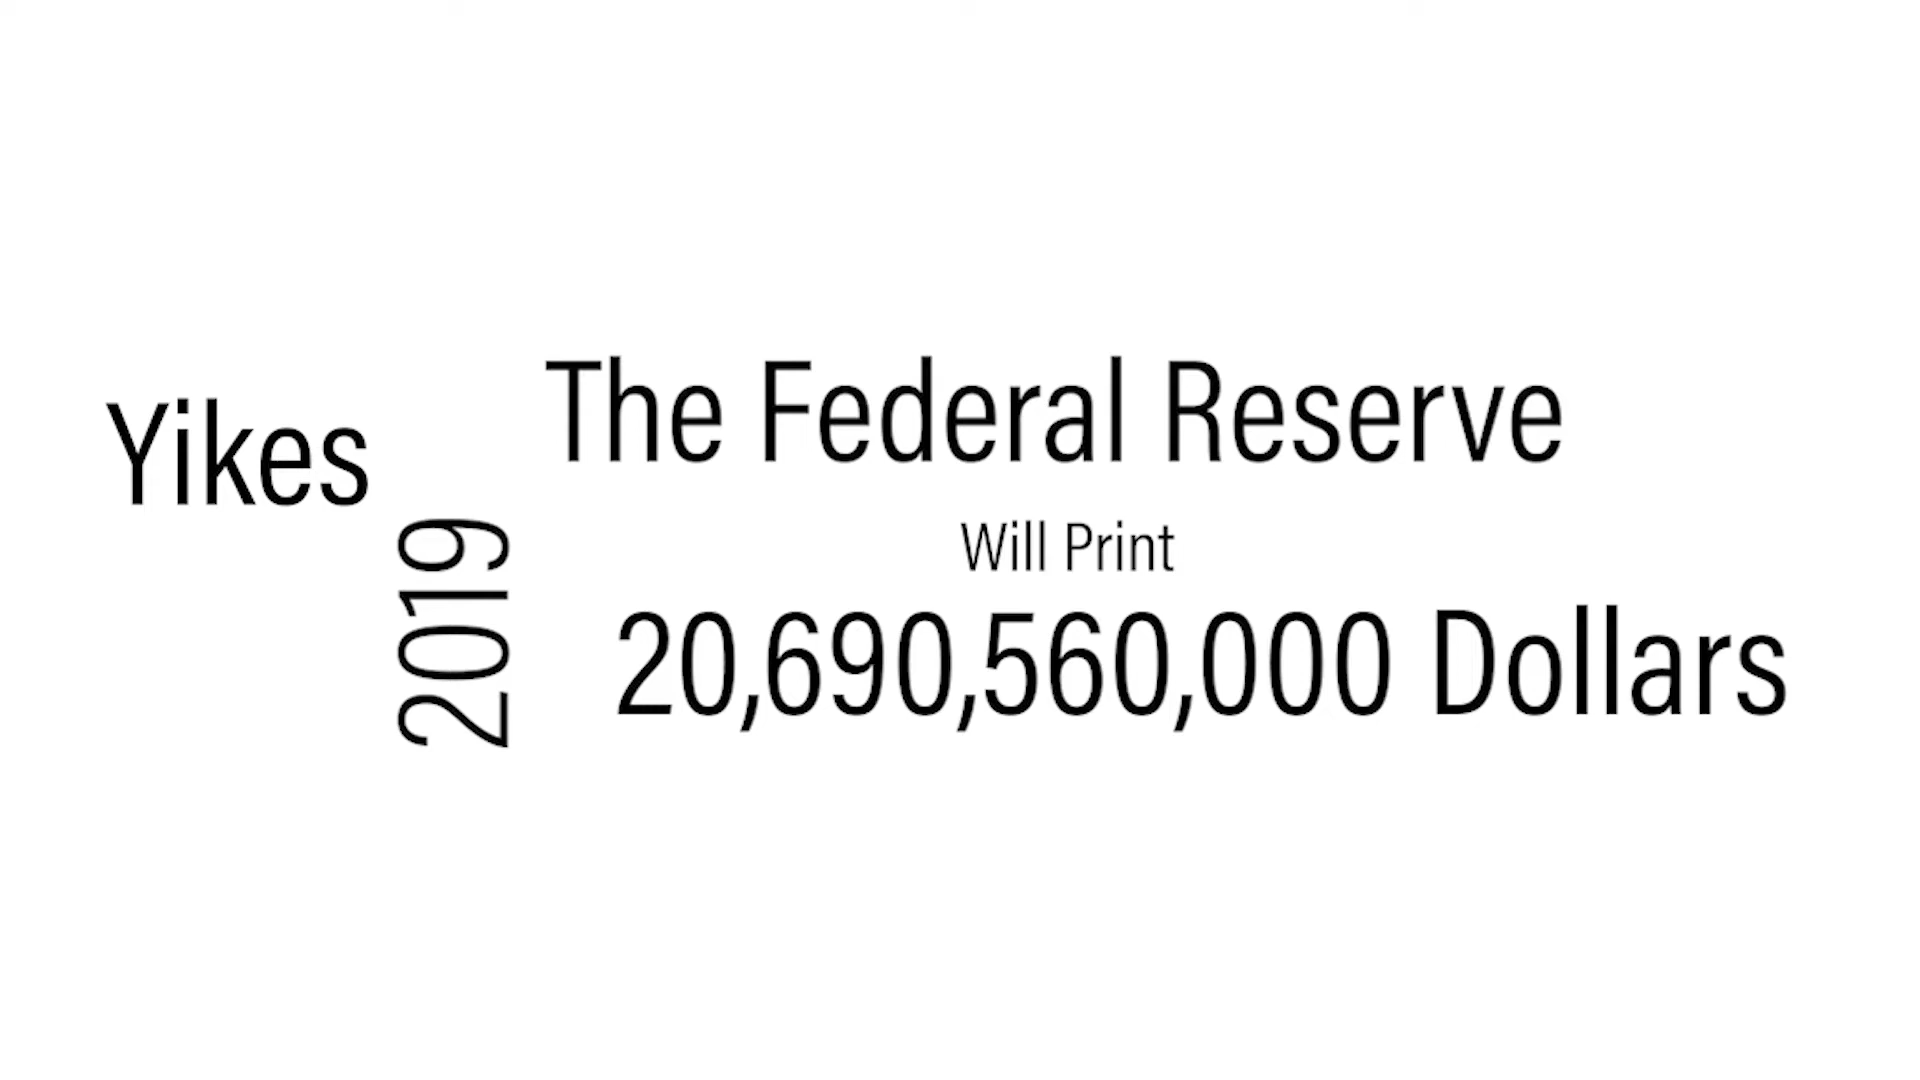 Yikes
2019
The Federal Reserve
Will Print
20,690,560,000 Dollars